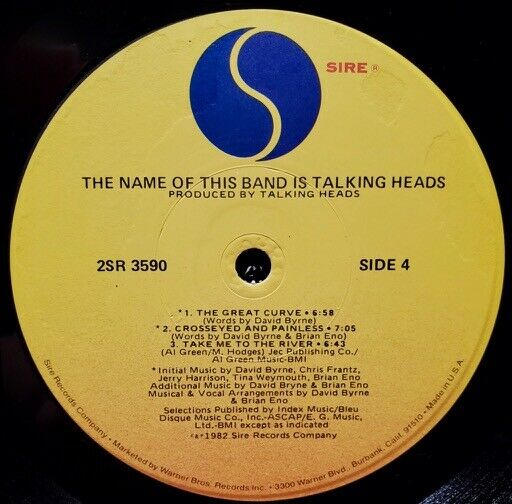 SIRE ®
THE NAME OF THIS BAND IS TALKING HEADS
PRODUCED BY TALKING HEADS
2SR 3590
SIDE 4
*1. THE GREAT CURVE • 6:58
(Words by David Byrne)
*2. CROSSEYED AND PAINLESS • 7:05
(Words by David Byrne & Brian Eno)
3. TAKE ME TO THE RIVER • 6:43
(Al Green/M. Hodges) Jec Publishing Co./
Al Green Music-BMI
* Initial Music by David Byrne, Chris Frantz,
Jerry Harrison, Tina Weymouth, Brian Eno
Additional Music by David Bryne & Brian Eno
Musical & Vocal Arrangements by David Byrne
& Brian Eno
Selections Published by Index Music/Bleu
Disque Music Co., Inc-ASCAP/E. G. Music,
Ltd.-BMI except as indicated
©℗1982 Sire Records Company
Sire Records Company • Marketed by Warner Bros. Records Inc. • 3300 Warner Blvd., Burbank, Calif. 91510 • Made in U.S.A.